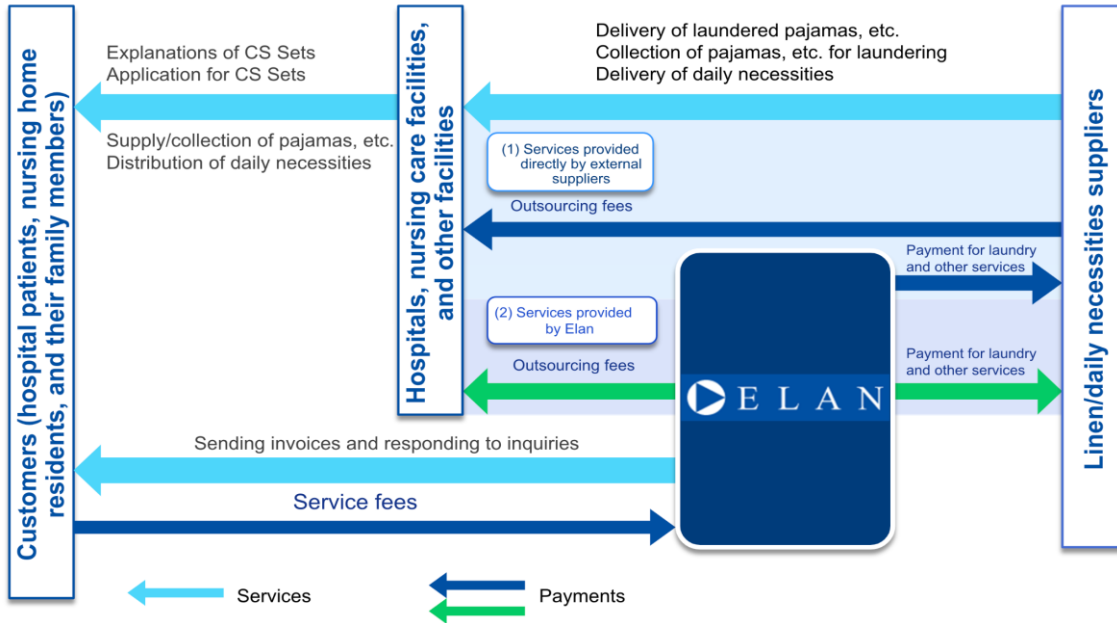 Customers (hospital patients, nursing home
residents, and their family members)
Explanations of CS Sets
Application for CS Sets
Supply/collection of pajamas, etc.
Distribution of daily necessities
Hospitals, nursing care facilities,
and other facilities
Delivery of laundered pajamas, etc.
Collection of pajamas, etc. for laundering
Delivery of daily necessities
(1) Services provided
directly by external
suppliers
Outsourcing fees
Payment for laundry
and other services
(2) Services provided
by Elan
Outsourcing fees
Payment for laundry
and other services
ELAN
Linen/daily necessities suppliers
Sending invoices and responding to inquiries
Service fees
Services
Payments